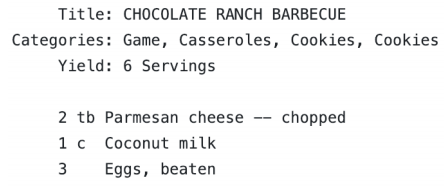 Title: CHOCOLATE RANCH BARBECUE
Categories: Game, Casseroles, Cookies, Cookies
Yield: 6 Servings
2 tb Parmesan cheese -- chopped
1 c Coconut milk
3 Eggs, beaten